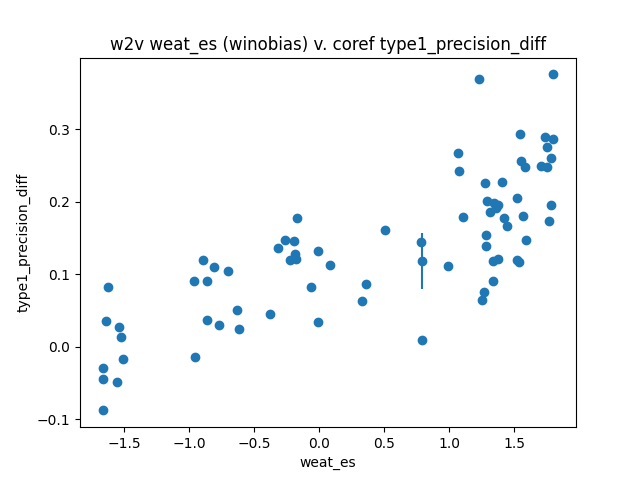 w2v weat_es (winobias) v. coref type1_precision_diff
type1_precision_diff
0.3
0.2
0.1
0.0
−0.1
−1.5 −1.0 −0.5 0.0 0.5 1.0 1.5
weat_es